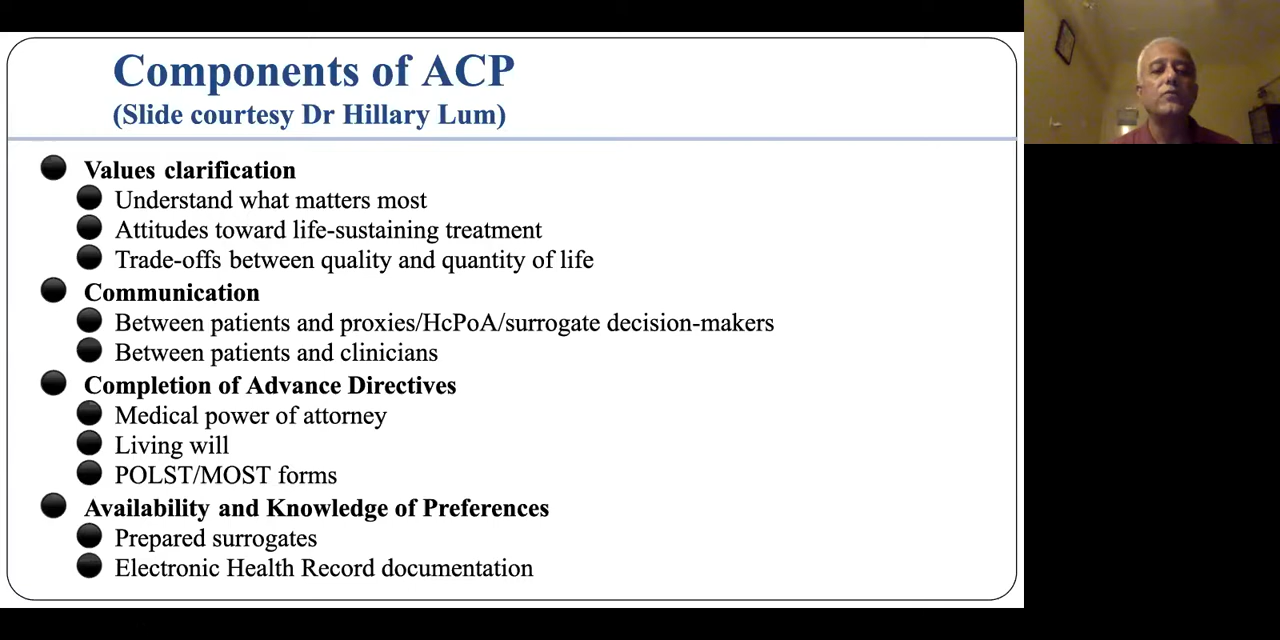 Components of ACP
(Slide courtesy Dr Hillary Lum)
Values clarification
Understand what matters most
Attitudes toward life-sustaining treatment
Trade-offs between quality and quantity of life
Communication
Between patients and proxies/HcPoA/surrogate decision-makers
Between patients and clinicians
Completion of Advance Directives
Medical power of attorney
Living will
POLST/MOST forms
Availability and Knowledge of Preferences
Prepared surrogates
Electronic Health Record documentation